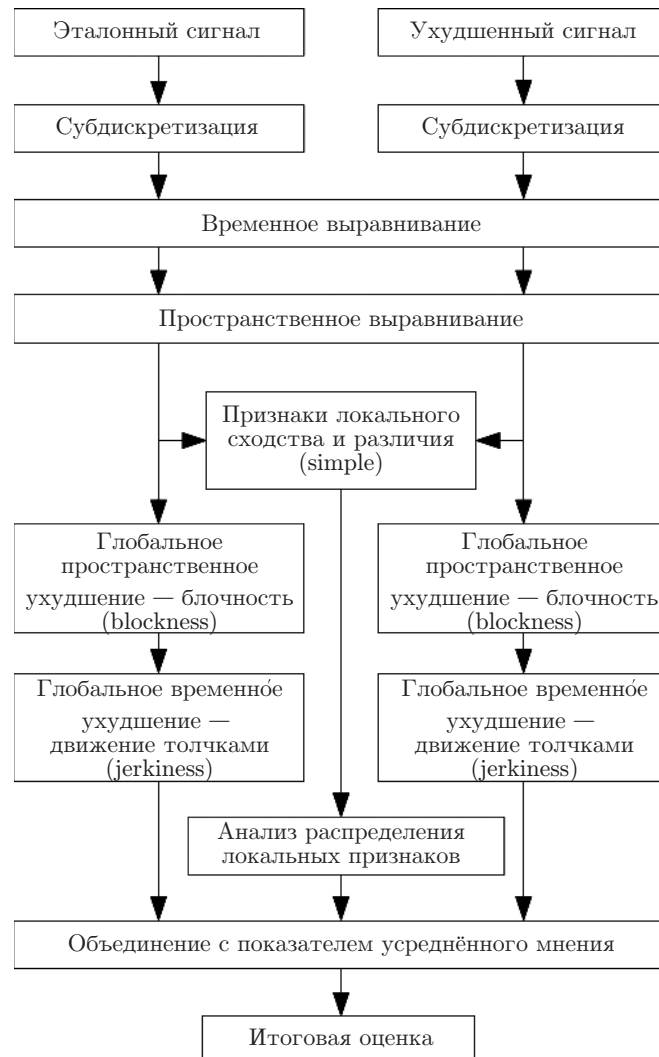 Эталонный сигнал
Ухудшенный сигнал
Субдискретизация
Субдискретизация
Временное выравнивание
Пространственное выравнивание
Признаки локального
сходства и различия
(simple)
Глобальное
пространственное
ухудшение — блочность
(blockness)
Глобальное
пространственное
ухудшение — блочность
(blockness)
Глобальное временно́е
ухудшение —
движение толчками
(jerkiness)
Глобальное временно́е
ухудшение —
движение толчками
(jerkiness)
Анализ распределения
локальных признаков
Объединение с показателем усреднённого мнения
Итоговая оценка